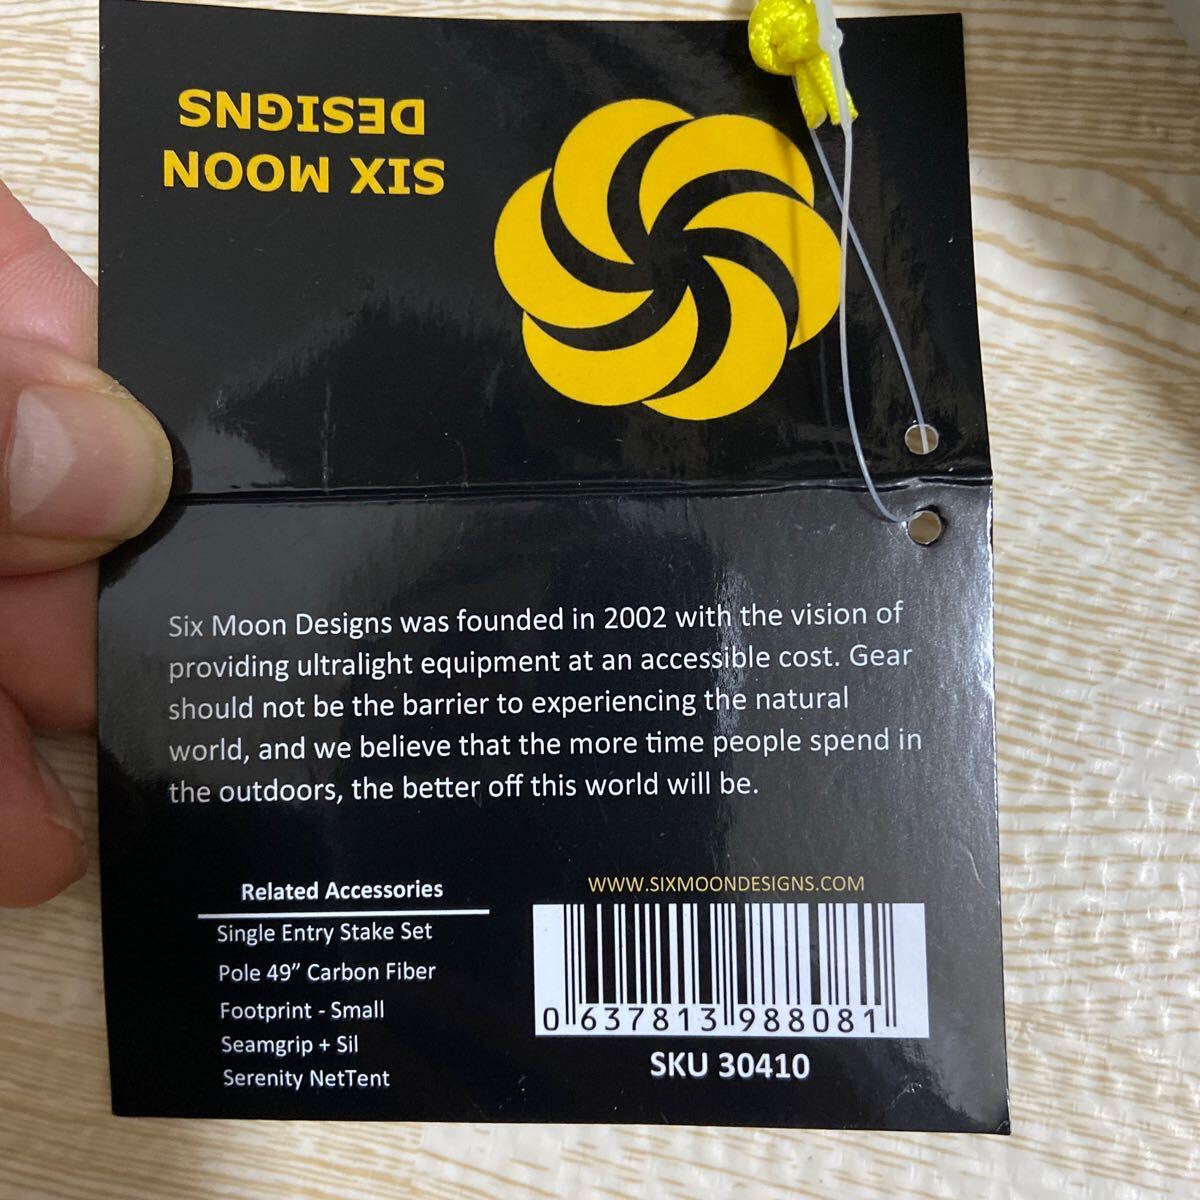 SIX MOON
DESIGNS
Six Moon Designs was founded in 2002 with the vision of
providing ultralight equipment at an accessible cost. Gear
should not be the barrier to experiencing the natural
world, and we believe that the more time people spend in
the outdoors, the better off this world will be.
Related Accessories
Single Entry Stake Set
Pole 49” Carbon Fiber
Footprint - Small
Seamgrip + Sil
Serenity NetTent
WWW.SIXMOONDESIGNS.COM
0 637813 988081
SKU 30410